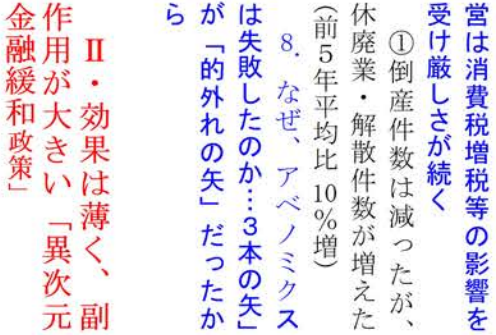 営は消費税増税等の影響を
受け厳しさが続く
①倒産件数は減ったが、
休廃業・解散件数が増えた
(前5年平均比 10%増)
8. なぜ、アベノミクス
は失敗したのか…3本の矢」
が「的外れの矢」だったか
ら
Ⅱ・効果は薄く、副
作用が大きい「異次元
金融緩和政策」